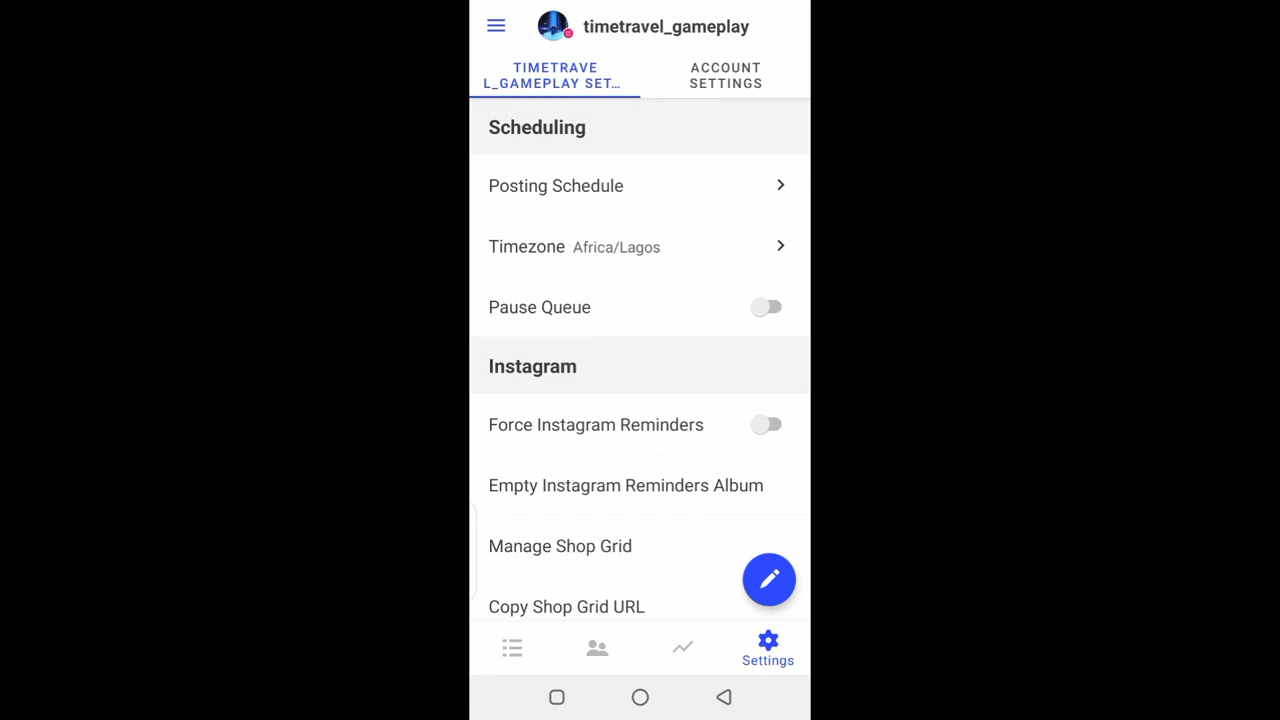 timetravel_gameplay
TIMETRAVE
L_GAMEPLAY SET…
ACCOUNT
SETTINGS
Scheduling
Posting Schedule
Timezone Africa/Lagos
Pause Queue
Instagram
Force Instagram Reminders
Empty Instagram Reminders Album
Manage Shop Grid
Copy Shop Grid URL
Settings